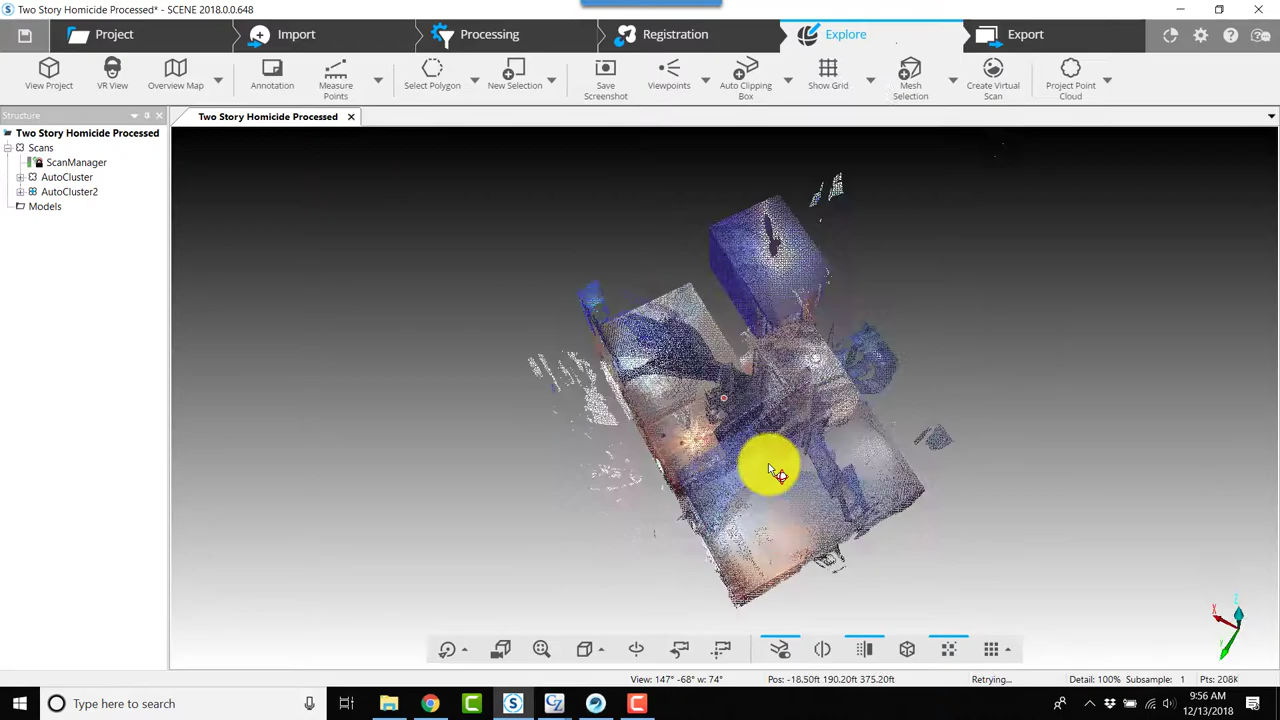 Two Story Homicide Processed* - SCENE 2018.0.0.648
Project
Import
Processing
Registration
Explore
Export
View Project
VR View
Overview Map
Annotation
Measure Points
Select Polygon
New Selection
Save Screenshot
Viewpoints
Auto Clipping Box
Show Grid
Mesh Selection
Create Virtual Scan
Project Point Cloud
Structure
Two Story Homicide Processed
Two Story Homicide Processed
Scans
ScanManager
AutoCluster
AutoCluster2
Models
X
Z
Y
View: 147° -68° w: 74°
Pos: -18.50ft 190.20ft 375.20ft
Retrying...
Detail: 100%
Subsample: 1
Pts: 208K
Type here to search
9:56 AM
12/13/2018